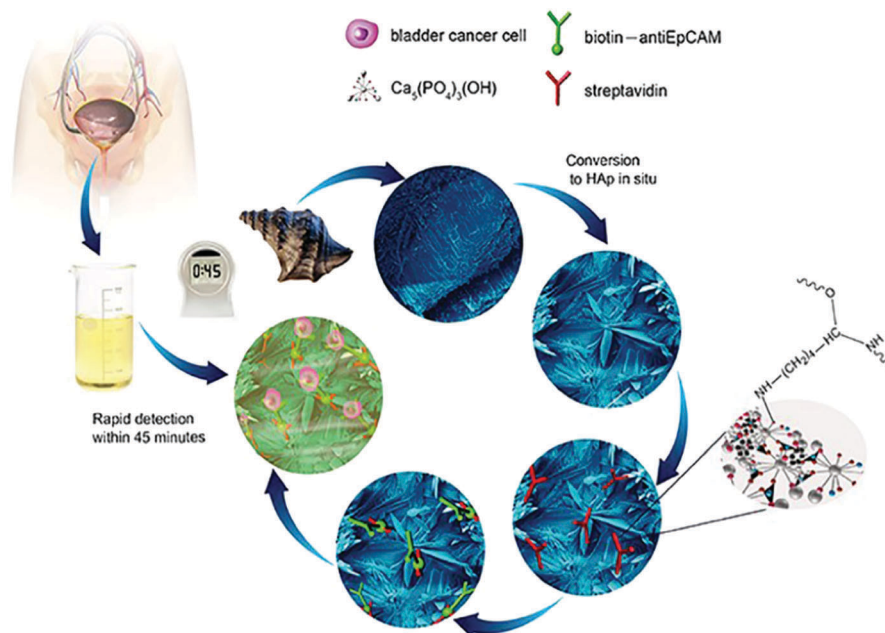 bladder cancer cell
biotin—antiEpCAM
Ca₅(PO₄)₃(OH)
streptavidin
Conversion
to HAp in situ
0:45
Rapid detection
within 45 minutes
O
NH—(CH₂)₄—HC
NH